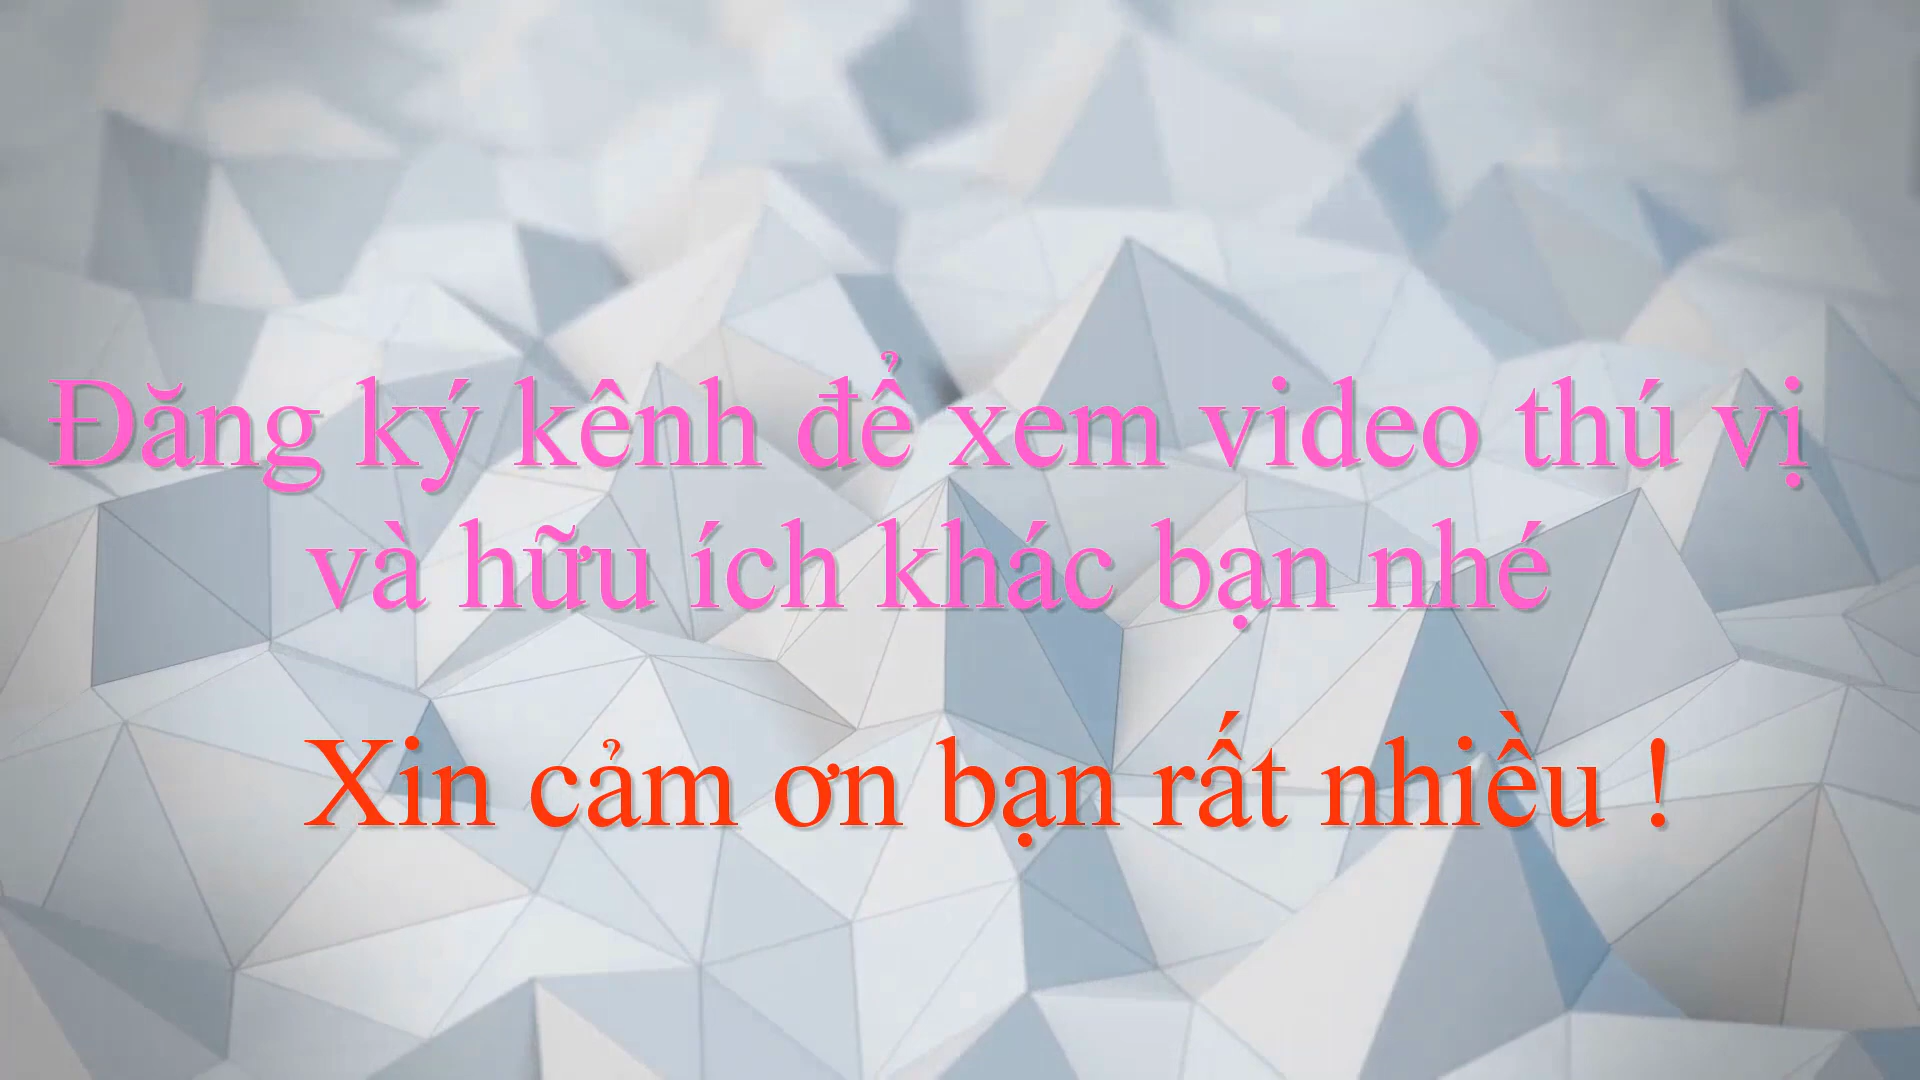 Đăng ký kênh để xem video thú vị
và hữu ích khác bạn nhé
Xin cảm ơn bạn rất nhiều !